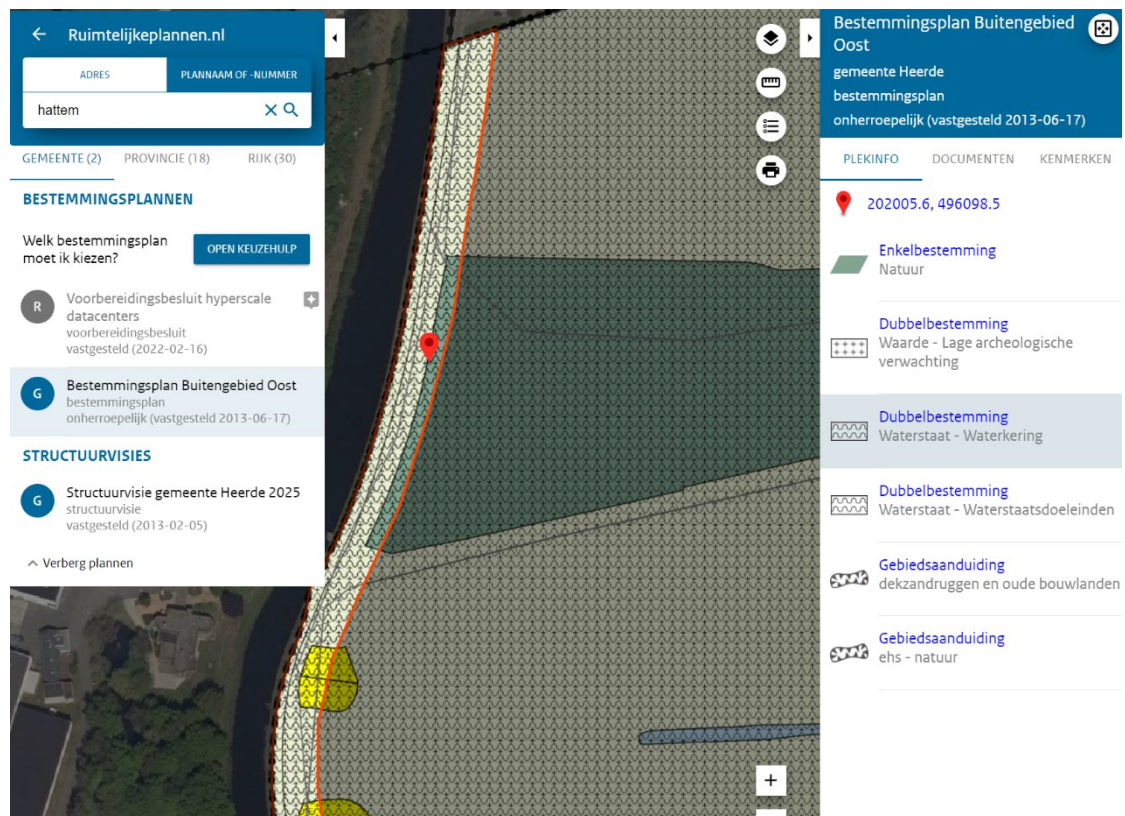 Ruimtelijkeplannen.nl
ADRES
PLANNAAM OF -NUMMER
hattem
GEMEENTE (2)
PROVINCIE (18)
RIJK (30)
BESTEMMINGSPLANNEN
Welk bestemmingsplan
moet ik kiezen?
OPEN KEUZEHULP
R
Voorbereidingsbesluit hyperscale
datacenters
voorbereidingsbesluit
vastgesteld (2022-02-16)
G
Bestemmingsplan Buitengebied Oost
bestemmingsplan
onherroepelijk (vastgesteld 2013-06-17)
STRUCTUURVISIES
G
Structuurvisie gemeente Heerde 2025
structuurvisie
vastgesteld (2013-02-05)
Verberg plannen
Bestemmingsplan Buitengebied
Oost
gemeente Heerde
bestemmingsplan
onherroepelijk (vastgesteld 2013-06-17)
PLEKINFO
DOCUMENTEN
KENMERKEN
202005.6, 496098.5
Enkelbestemming
Natuur
Dubbelbestemming
Waarde - Lage archeologische
verwachting
Dubbelbestemming
Waterstaat - Waterkering
Dubbelbestemming
Waterstaat - Waterstaatsdoeleinden
Gebiedsaanduiding
dekzandruggen en oude bouwlanden
Gebiedsaanduiding
ehs - natuur